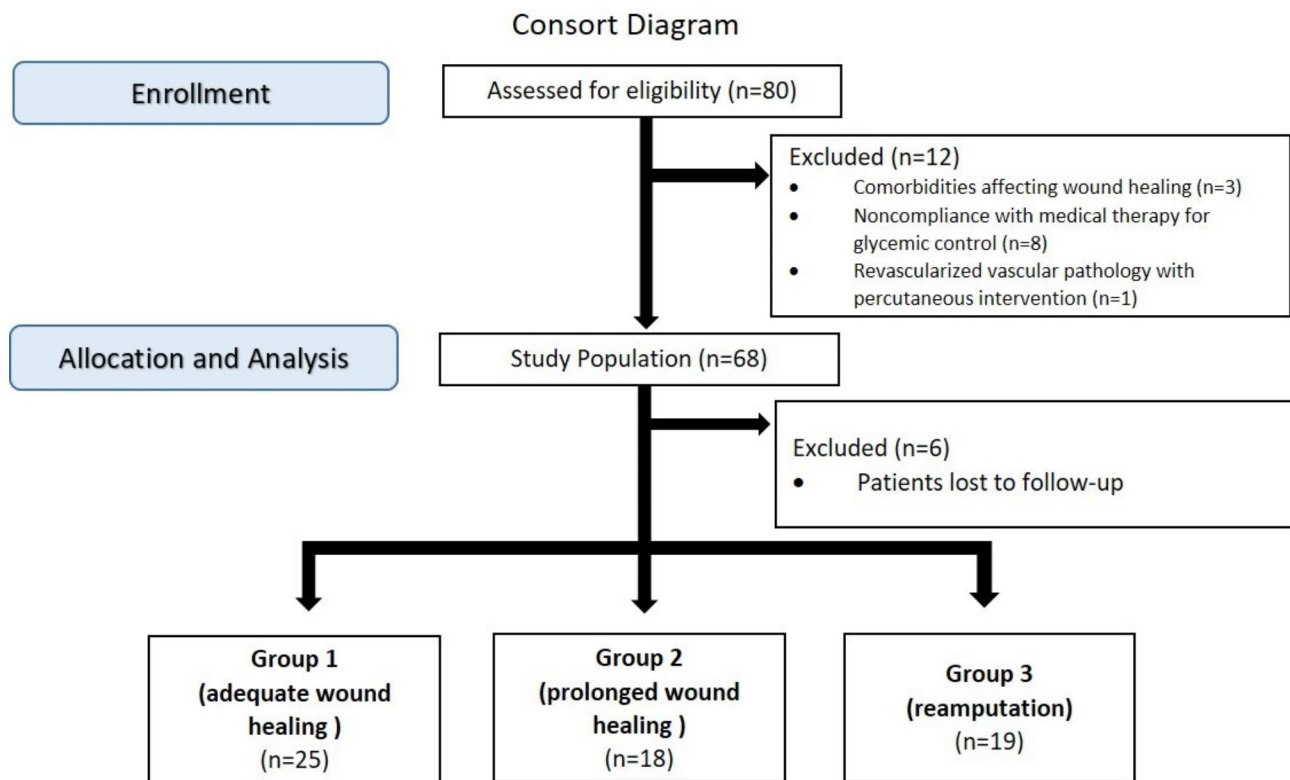 Consort Diagram
Enrollment
Assessed for eligibility (n=80)
Excluded (n=12)
• Comorbidities affecting wound healing (n=3)
• Noncompliance with medical therapy for
glycemic control (n=8)
• Revascularized vascular pathology with
percutaneous intervention (n=1)
Allocation and Analysis
Study Population (n=68)
Excluded (n=6)
• Patients lost to follow-up
Group 1
(adequate wound
healing )
(n=25)
Group 2
(prolonged wound
healing )
(n=18)
Group 3
(reamputation)
(n=19)